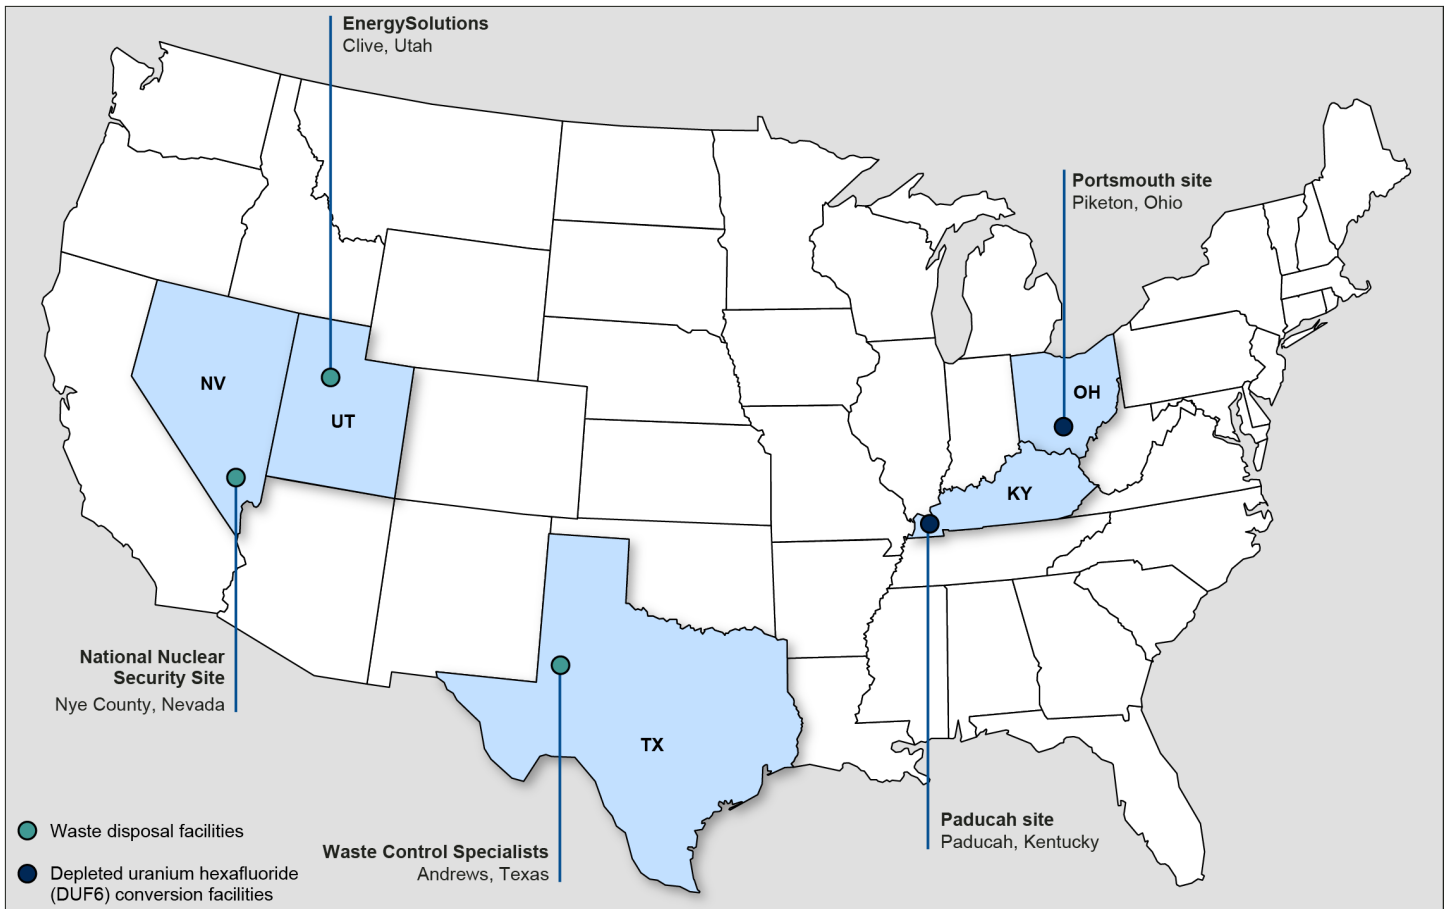 EnergySolutions
Clive, Utah
Portsmouth site
Piketon, Ohio
NV
UT
OH
KY
National Nuclear
Security Site
Nye County, Nevada
TX
Paducah site
Paducah, Kentucky
Waste Control Specialists
Andrews, Texas
Waste disposal facilities
Depleted uranium hexafluoride
(DUF6) conversion facilities